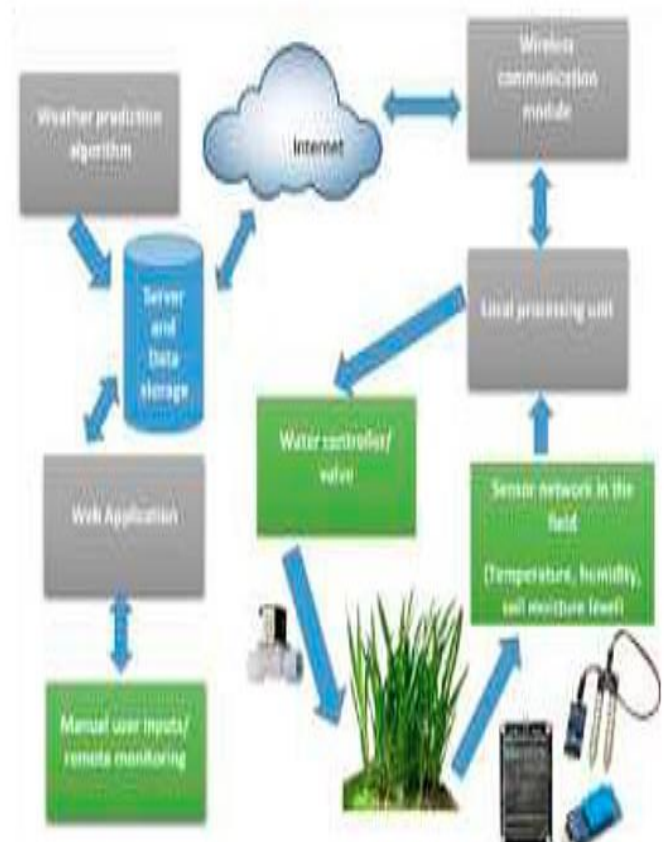 Weather prediction
algorithm
Internet
Wireless
communication
module
Server
and
Data
storage
Local processing unit
Water controller/
valve
Web Application
Sensor network in the
field
(Temperature, humidity,
soil moisture level)
Manual user inputs/
remote monitoring